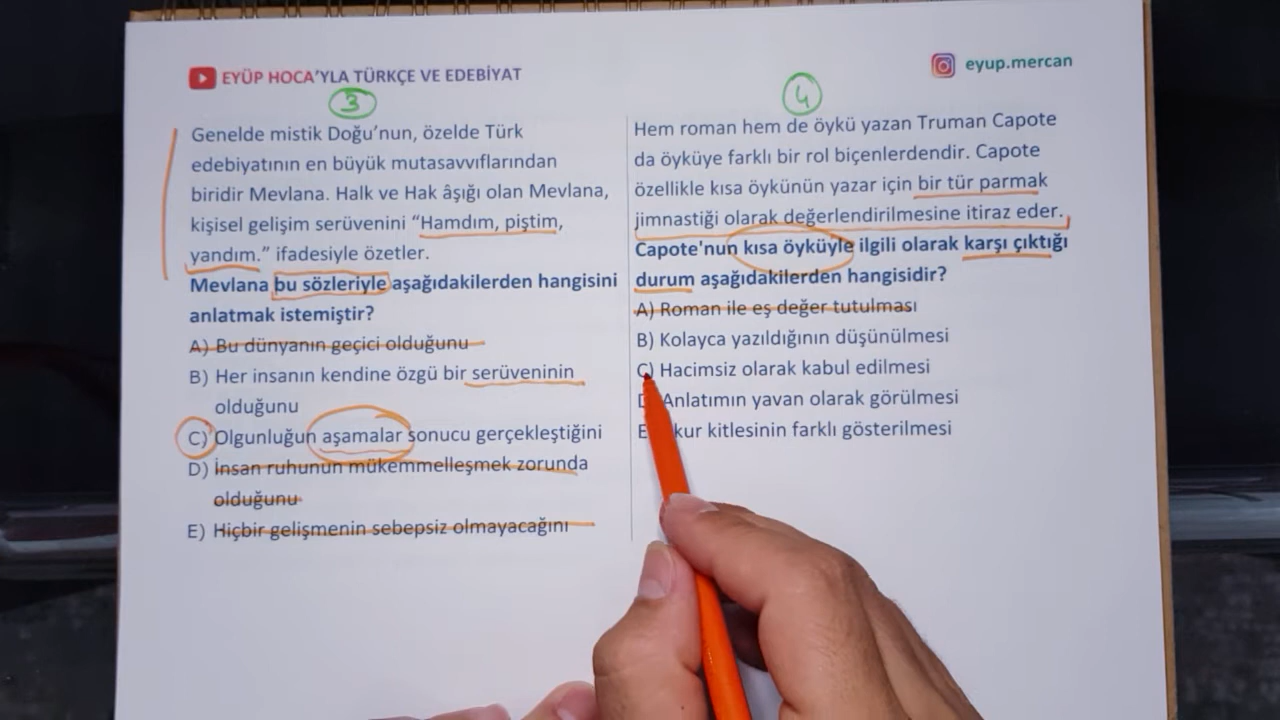 EYÜP HOCA’YLA TÜRKÇE VE EDEBİYAT
eyup.mercan
3
Genelde mistik Doğu’nun, özelde Türk
edebiyatının en büyük mutasavvıflarından
biridir Mevlana. Halk ve Hak âşığı olan Mevlana,
kişisel gelişim serüvenini “Hamdım, piştim,
yandım.” ifadesiyle özetler.
Mevlana bu sözleriyle aşağıdakilerden hangisini
anlatmak istemiştir?
A) Bu dünyanın geçici olduğunu
B) Her insanın kendine özgü bir serüveninin
olduğunu
C) Olgunluğun aşamalar sonucu gerçekleştiğini
D) İnsan ruhunun mükemmelleşmek zorunda
olduğunu
E) Hiçbir gelişmenin sebepsiz olmayacağını
4
Hem roman hem de öykü yazan Truman Capote
da öyküye farklı bir rol biçenlerdendir. Capote
özellikle kısa öykünün yazar için bir tür parmak
jimnastiği olarak değerlendirilmesine itiraz eder.
Capote'nun kısa öyküyle ilgili olarak karşı çıktığı
durum aşağıdakilerden hangisidir?
A) Roman ile eş değer tutulması
B) Kolayca yazıldığının düşünülmesi
C) Hacimsiz olarak kabul edilmesi
D Anlatımın yavan olarak görülmesi
E kur kitlesinin farklı gösterilmesi